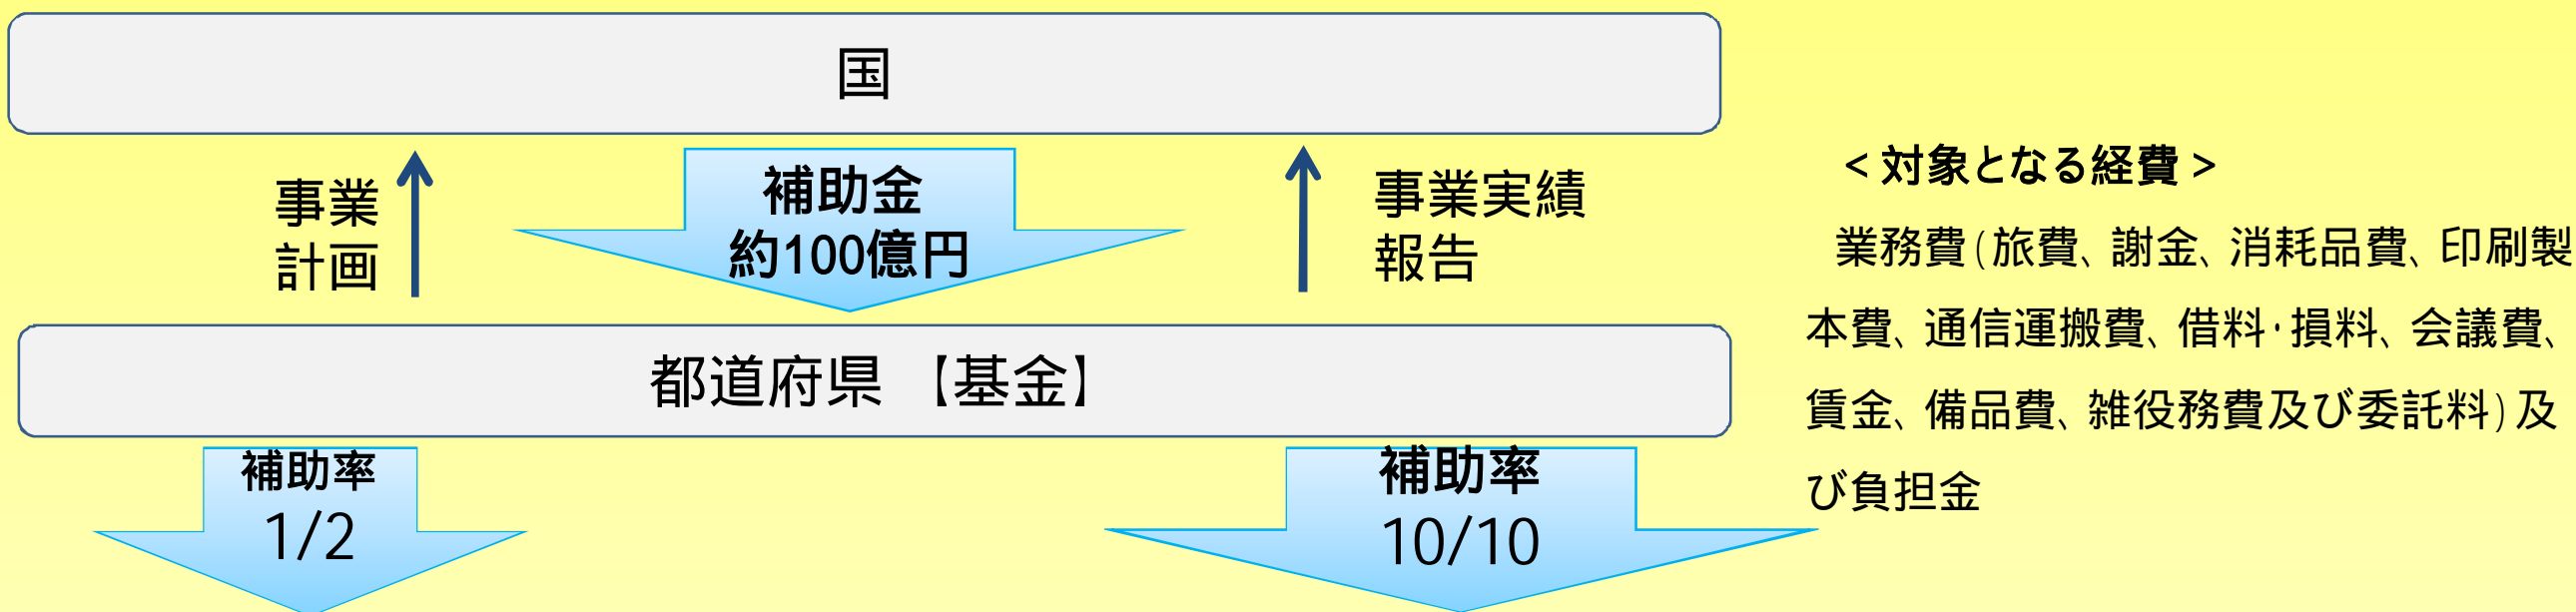 国
事業
計画
補助金
約100億円
事業実績
報告
都道府県 【基金】
補助率
1/2
補助率
10/10
<対象となる経費>
業務費(旅費、謝金、消耗品費、印刷製
本費、通信運搬費、借料・損料、会議費、
賃金、備品費、雑役務費及び委託料)及
び負担金